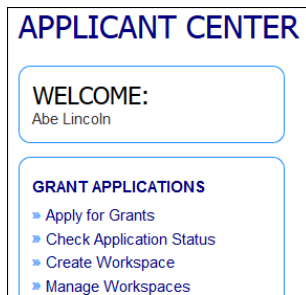 APPLICANT CENTER
WELCOME:
Abe Lincoln
GRANT APPLICATIONS
» Apply for Grants
» Check Application Status
» Create Workspace
» Manage Workspaces